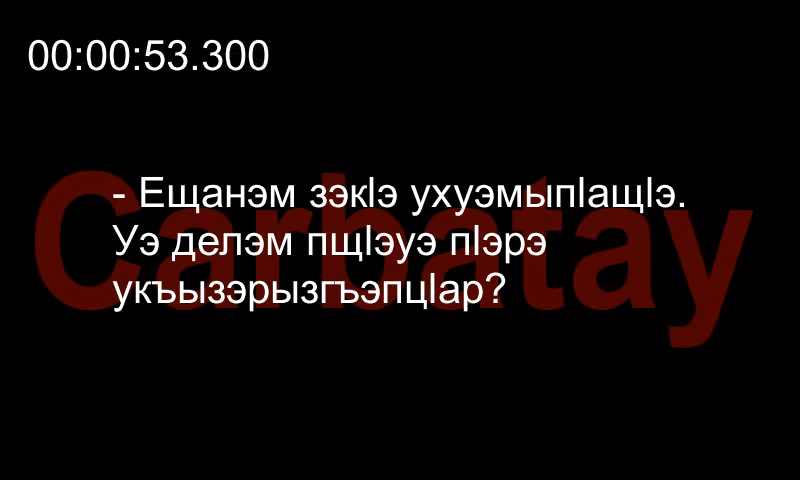 00:00:53.300
Carbatay
- Ещанэм зэкӏэ ухуэмыпӏащӏэ.
Уэ делэм пщӏэуэ пӏэрэ
укъызэрызгъэпцӏар?